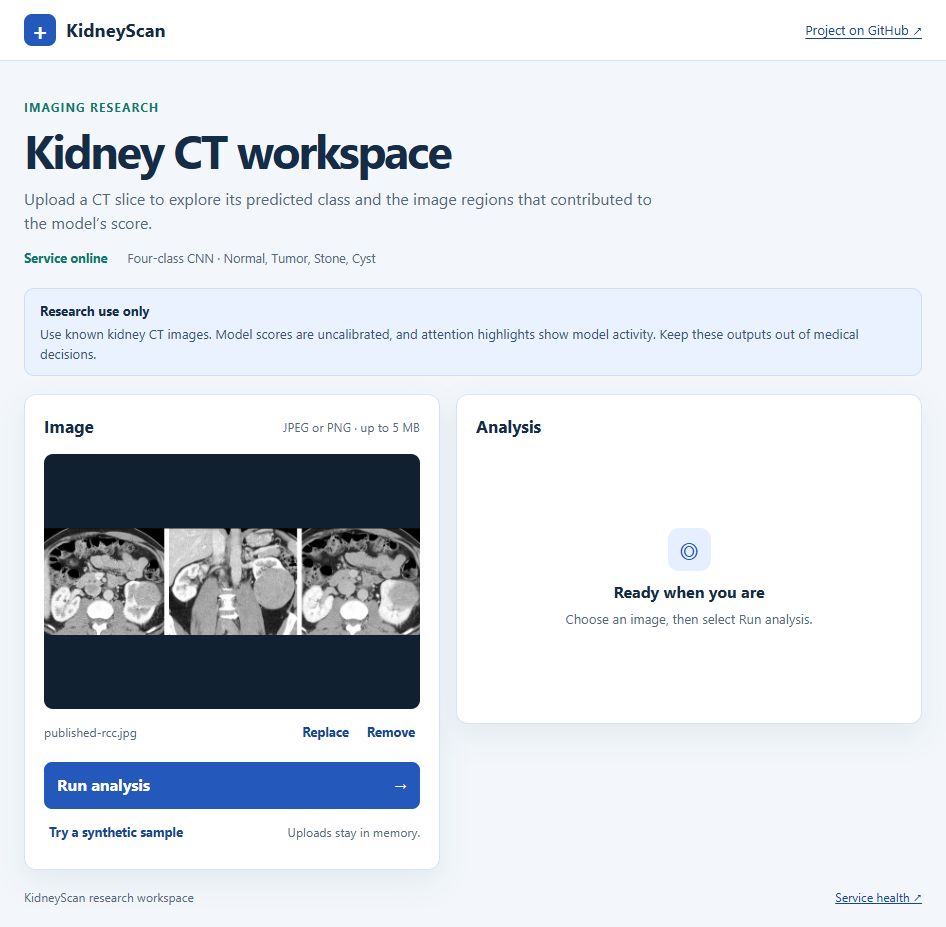 + KidneyScan
Project on GitHub ↗
IMAGING RESEARCH
Kidney CT workspace
Upload a CT slice to explore its predicted class and the image regions that contributed to
the model’s score.
Service online
Four-class CNN · Normal, Tumor, Stone, Cyst
Research use only
Use known kidney CT images. Model scores are uncalibrated, and attention highlights show model activity. Keep these outputs out of medical
decisions.
Image
JPEG or PNG · up to 5 MB
published-rcc.jpg
Replace
Remove
Run analysis →
Try a synthetic sample
Uploads stay in memory.
Analysis
Ready when you are
Choose an image, then select Run analysis.
KidneyScan research workspace
Service health ↗